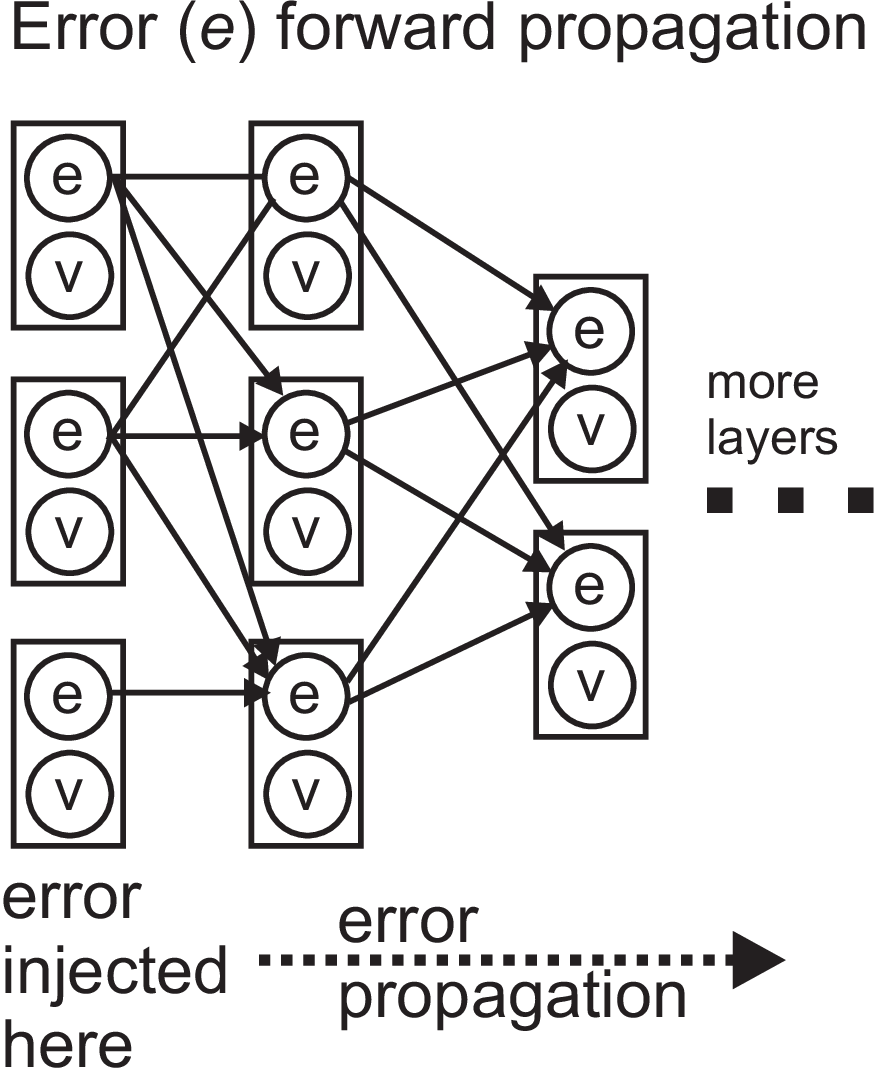 Error (e) forward propagation
e
e
v
v
e
v
more
layers
e
e
v
v
e
v
e
e
v
v
error
injected
here
error
propagation